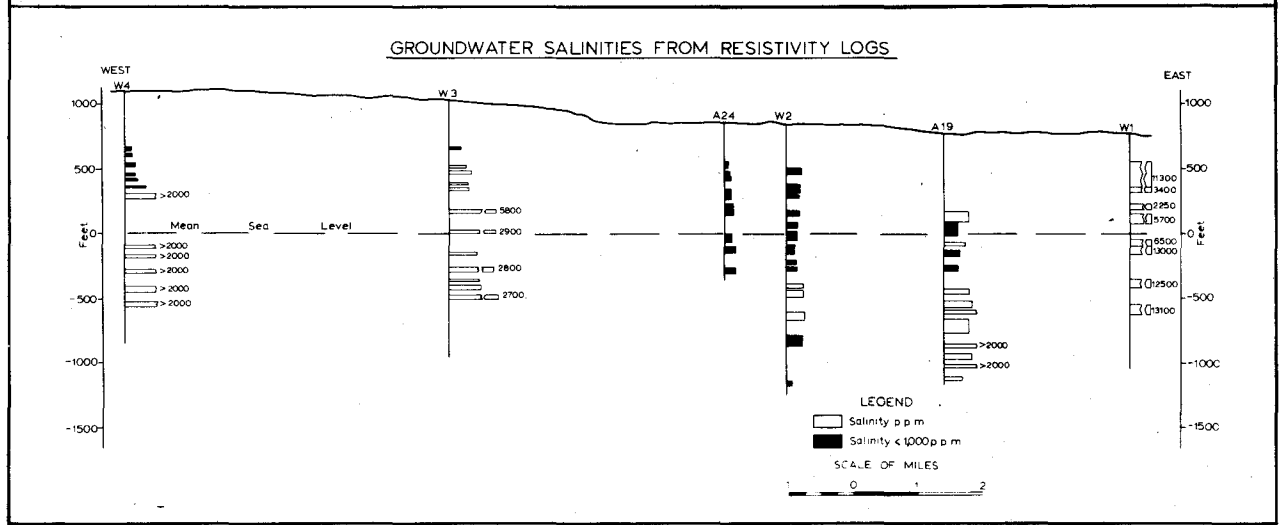 GROUNDWATER SALINITIES FROM RESISTIVITY LOGS
WEST
EAST
W4
W3
A24
W2
A19
W1
1000
1000
500
500
>2000
11300
3400
2250
5800
5700
Mean Sea Level
0
2900
0
Feet
Feet
>2000
6500
>2000
13000
>2000
2800
>2000
12500
-500
>2000
2700
-500
13100
>2000
-1000
>2000
-1000
LEGEND
Salinity ppm
-1500
Salinity <1,000 ppm
-1500
SCALE OF MILES
1 0 1 2